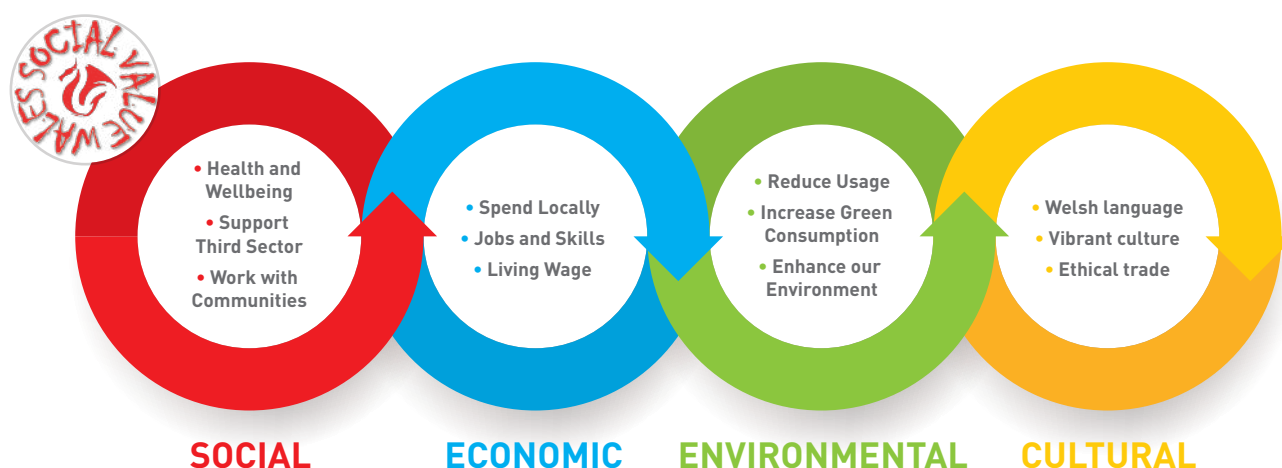 SOCIAL VALUE WALES
• Health and
Wellbeing
• Support
Third Sector
• Work with
Communities
• Spend Locally
• Jobs and Skills
• Living Wage
• Reduce Usage
• Increase Green
Consumption
• Enhance our
Environment
• Welsh language
• Vibrant culture
• Ethical trade
SOCIAL
ECONOMIC
ENVIRONMENTAL
CULTURAL